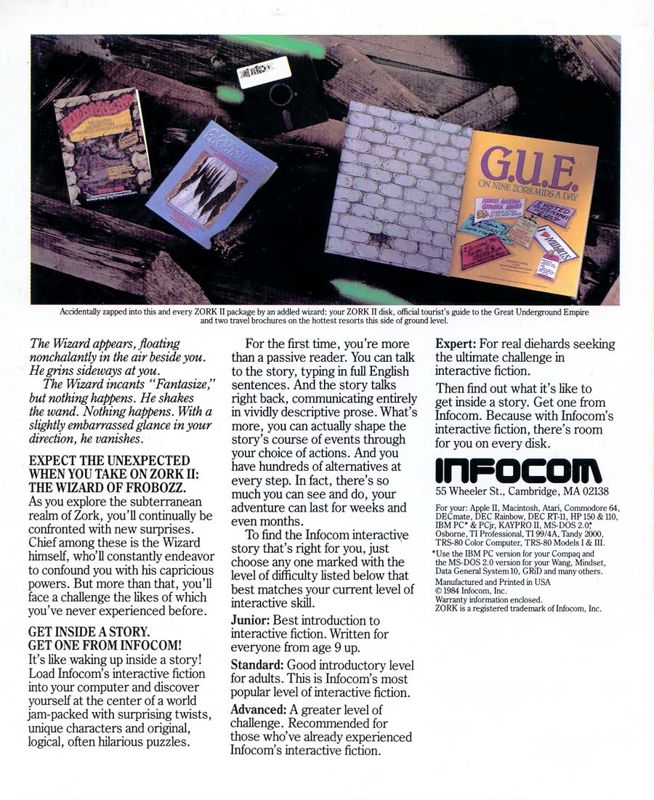 G.U.E.
ON NINE ZORKMIDS A DAY
Accidentally zapped into this and every ZORK II package by an addled wizard: your ZORK II disk, official tourist's guide to the Great Underground Empire
and two travel brochures on the hottest resorts this side of ground level.
The Wizard appears, floating
nonchalantly in the air beside you.
He grins sideways at you.
The Wizard incants "Fantasize,"
but nothing happens. He shakes
the wand. Nothing happens. With a
slightly embarrassed glance in your
direction, he vanishes.
EXPECT THE UNEXPECTED
WHEN YOU TAKE ON ZORK II:
THE WIZARD OF FROBOZZ.
As you explore the subterranean
realm of Zork, you'll continually be
confronted with new surprises.
Chief among these is the Wizard
himself, who'll constantly endeavor
to confound you with his capricious
powers. But more than that, you'll
face a challenge the likes of which
you've never experienced before.
GET INSIDE A STORY.
GET ONE FROM INFOCOM!
It's like waking up inside a story!
Load Infocom's interactive fiction
into your computer and discover
yourself at the center of a world
jam-packed with surprising twists,
unique characters and original,
logical, often hilarious puzzles.
For the first time, you're more
than a passive reader. You can talk
to the story, typing in full English
sentences. And the story talks
right back, communicating entirely
in vividly descriptive prose. What's
more, you can actually shape the
story's course of events through
your choice of actions. And you
have hundreds of alternatives at
every step. In fact, there's so
much you can see and do, your
adventure can last for weeks and
even months.
To find the Infocom interactive
story that's right for you, just
choose any one marked with the
level of difficulty listed below that
best matches your current level of
interactive skill.
Junior: Best introduction to
interactive fiction. Written for
everyone from age 9 up.
Standard: Good introductory level
for adults. This is Infocom's most
popular level of interactive fiction.
Advanced: A greater level of
challenge. Recommended for
those who've already experienced
Infocom's interactive fiction.
Expert: For real diehards seeking
the ultimate challenge in
interactive fiction.
Then find out what it's like to
get inside a story. Get one from
Infocom. Because with Infocom's
interactive fiction, there's room
for you on every disk.
INFOCOM
55 Wheeler St., Cambridge, MA 02138
For your: Apple II, Macintosh, Atari, Commodore 64,
DECmate, DEC Rainbow, DEC RT-11, HP 150 & 110,
IBM PC* & PCjr, KAYPRO II, MS-DOS 2.0,*
Osborne, TI Professional, TI 99/4A, Tandy 2000,
TRS-80 Color Computer, TRS-80 Models I & III.
*Use the IBM PC version for your Compaq and
the MS-DOS 2.0 version for your Wang, Mindset,
Data General System 10, GRiD and many others.
Manufactured and Printed in USA
© 1984 Infocom, Inc.
Warranty information enclosed.
ZORK is a registered trademark of Infocom, Inc.